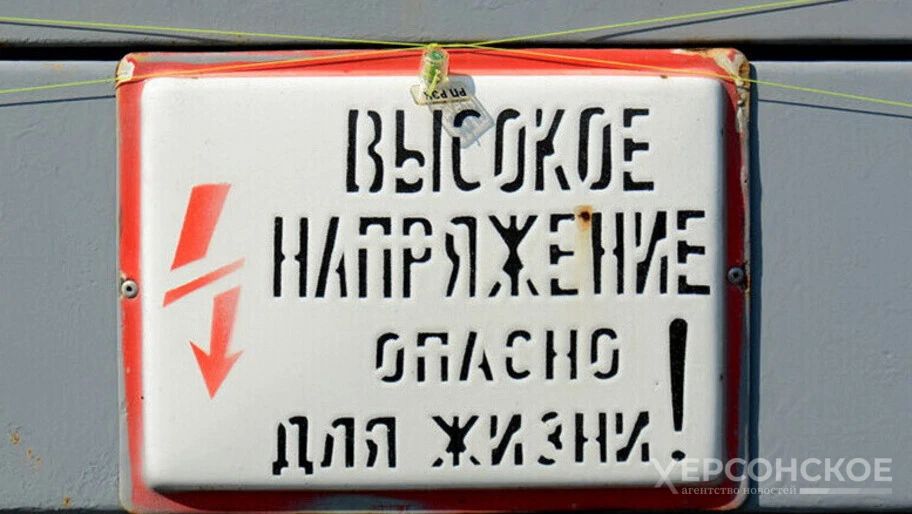 ВЫСОКОЕ
НАПРЯЖЕНИЕ
ОПАСНО
ДЛЯ ЖИЗНИ!
ХЕРСОНСКОЕ
агентство новостей